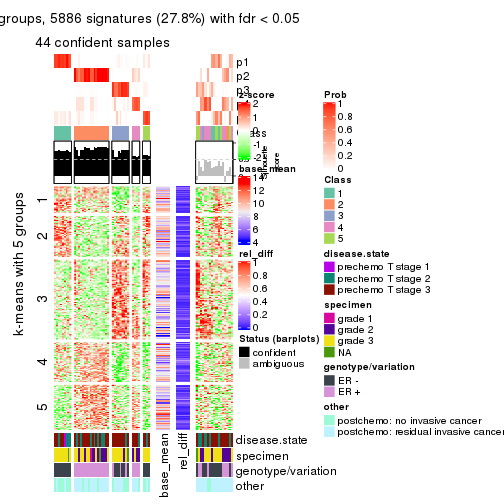 groups, 5886 signatures (27.8%) with fdr < 0.05
44 confident samples
p1
p2
p3
z-score
2
1
0
-1
-2
Silhouette
score
base_mean
14
12
10
8
6
4
rel_diff
1
0.8
0.6
0.4
0.2
0
Status (barplots)
confident
ambiguous
Prob
1
0.8
0.6
0.4
0.2
0
Class
1
2
3
4
5
disease.state
prechemo T stage 1
prechemo T stage 2
prechemo T stage 3
specimen
grade 1
grade 2
grade 3
NA
genotype/variation
ER -
ER +
other
postchemo: no invasive cancer
postchemo: residual invasive cancer
k-means with 5 groups
1
2
3
4
5
base_mean
rel_diff
disease.state
specimen
genotype/variation
other